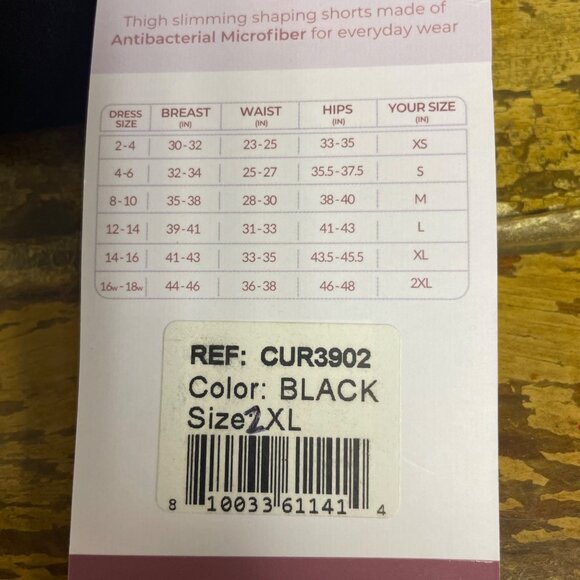 Thigh slimming shaping shorts made of
Antibacterial Microfiber for everyday wear
DRESS SIZE BREAST (IN) WAIST (IN) HIPS (IN) YOUR SIZE (IN)
2-4 30-32 23-25 33-35 XS
4-6 32-34 25-27 35.5-37.5 S
8-10 35-38 28-30 38-40 M
12-14 39-41 31-33 41-43 L
14-16 41-43 33-35 43.5-45.5 XL
16w-18w 44-46 36-38 46-48 2XL
REF: CUR3902
Color: BLACK
Size: 2XL
8 10033 61141 4